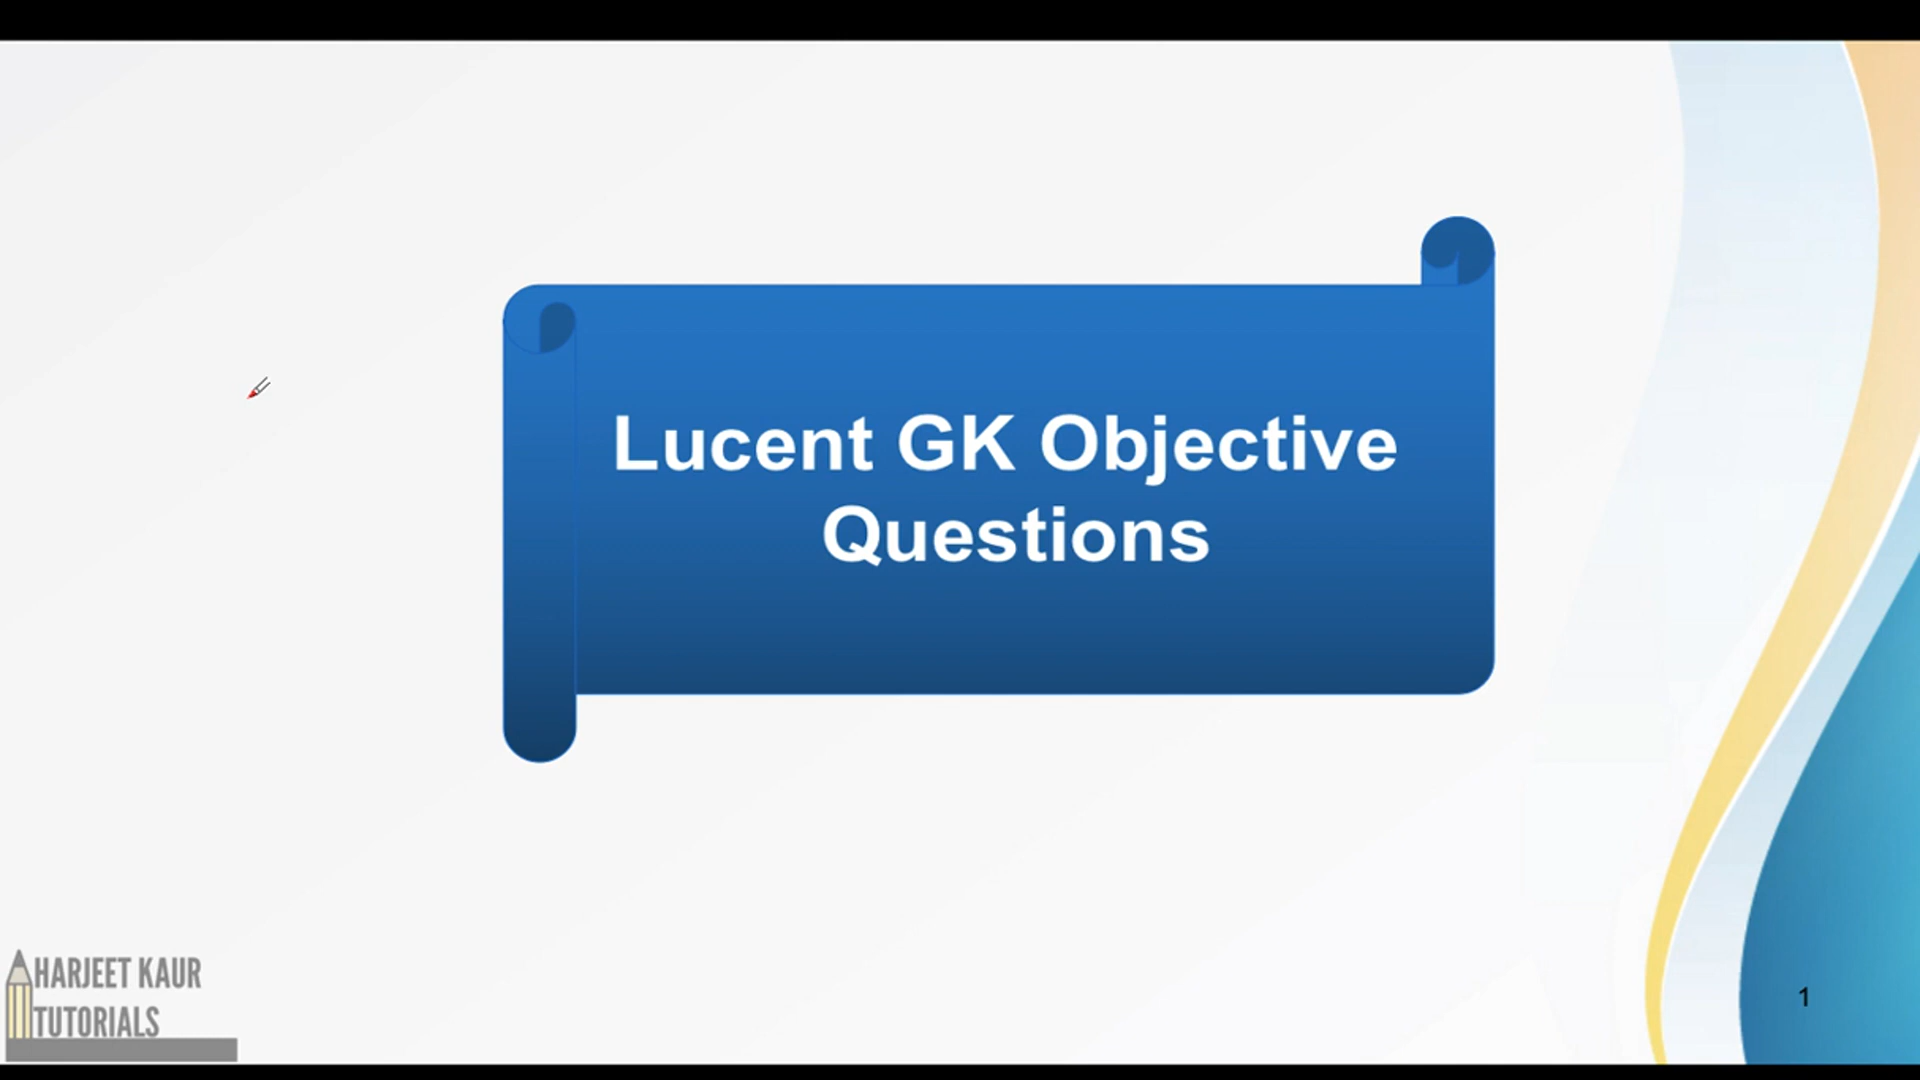 Lucent GK Objective
Questions
HARJEET KAUR
TUTORIALS
1